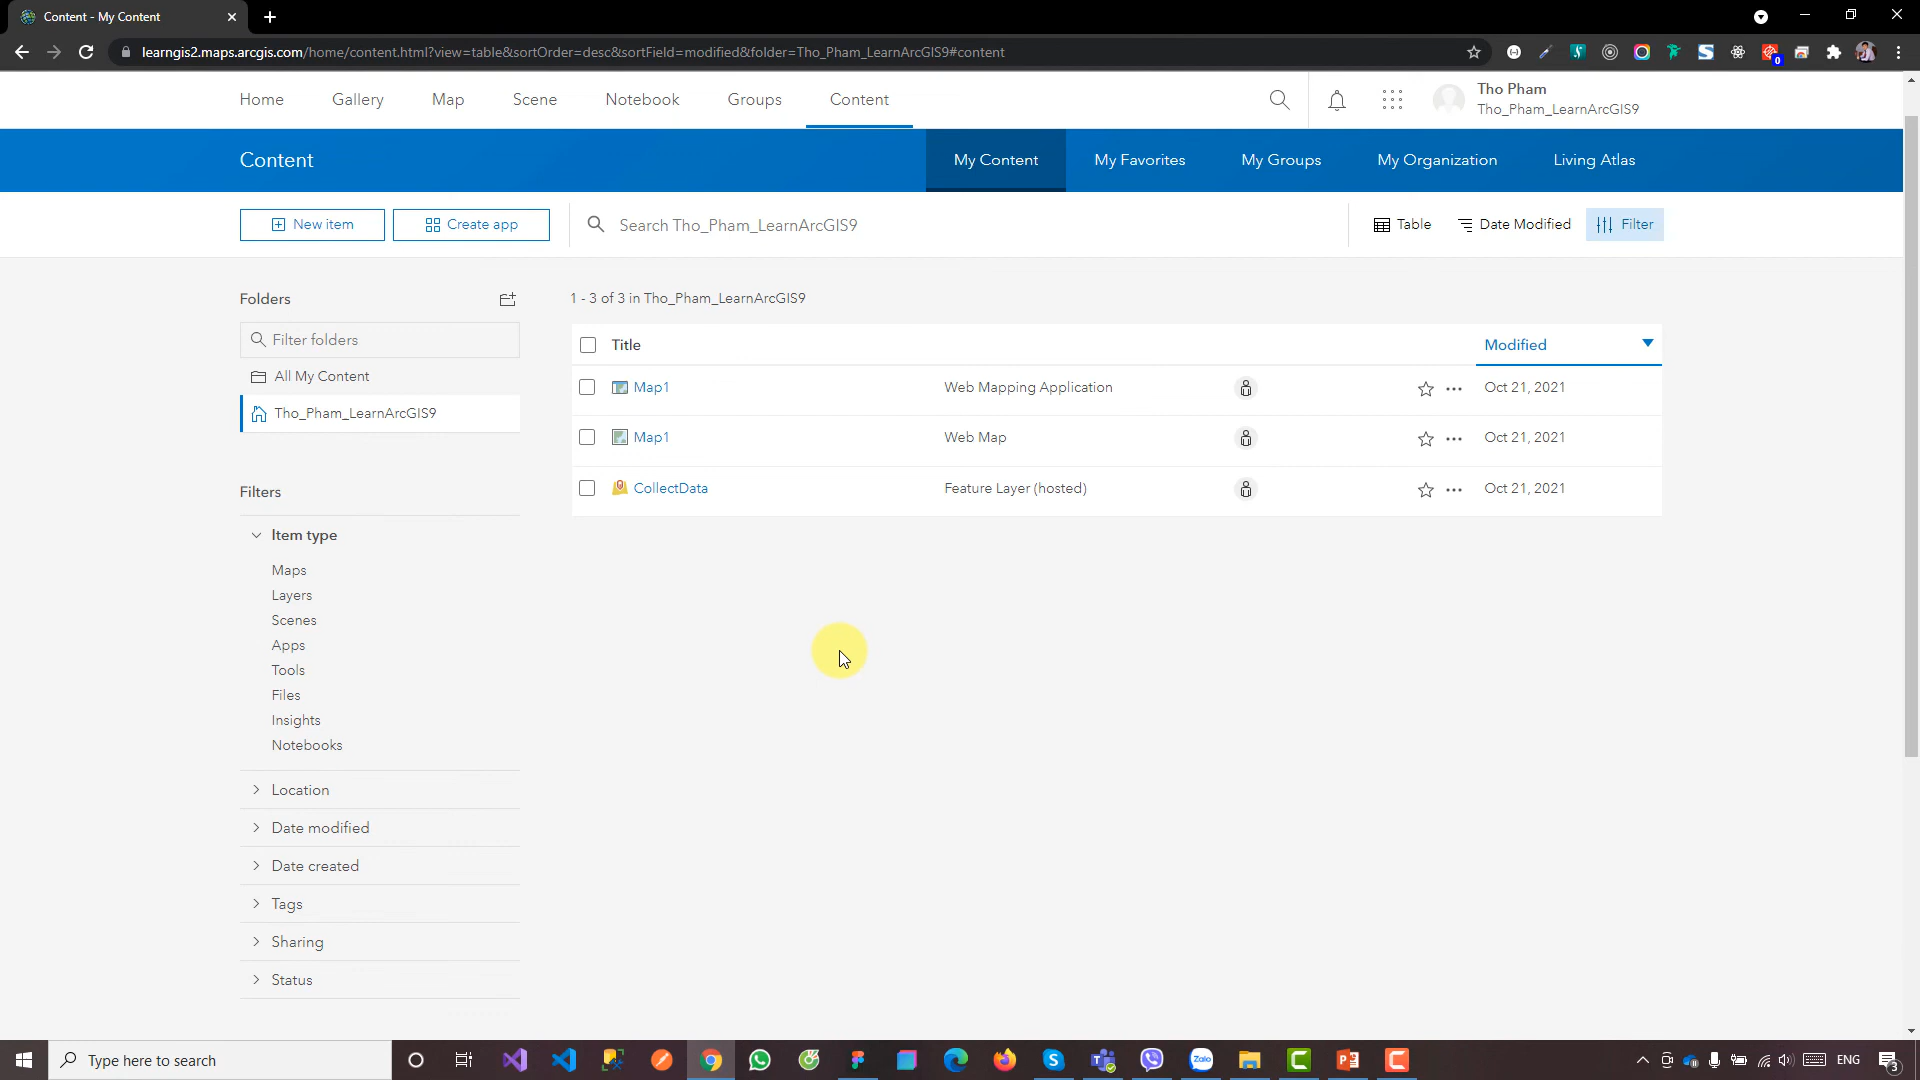 Content - My Content
learngis2.maps.arcgis.com/home/content.html?view=table&sortOrder=desc&sortField=modified&folder=Tho_Pham_LearnArcGIS9#content
0
Home Gallery Map Scene Notebook Groups Content
Tho Pham
Tho_Pham_LearnArcGIS9
Content
My Content My Favorites My Groups My Organization Living Atlas
New item Create app Search Tho_Pham_LearnArcGIS9 Table Date Modified Filter
Folders
Filter folders
All My Content
Tho_Pham_LearnArcGIS9
1 - 3 of 3 in Tho_Pham_LearnArcGIS9
Title Modified
Map1 Web Mapping Application Oct 21, 2021
Map1 Web Map Oct 21, 2021
CollectData Feature Layer (hosted) Oct 21, 2021
Filters
Item type
Maps
Layers
Scenes
Apps
Tools
Files
Insights
Notebooks
Location
Date modified
Date created
Tags
Sharing
Status
Type here to search
Zalo
ENG
3